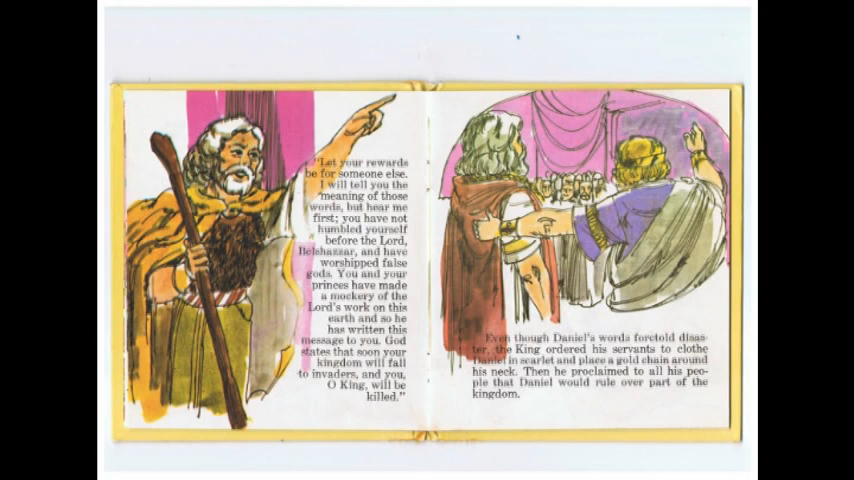 "Let your rewards
be for someone else.
I will tell you the
meaning of those
words, but hear me
first; you have not
humbled yourself
before the Lord,
Belshazzar, and have
worshipped false
gods. You and your
princes have made
a mockery of the
Lord's work on this
earth and so he
has written this
message to you. God
states that soon your
kingdom will fall
to invaders, and you,
O King, will be
killed."
Even though Daniel's words foretold disas-
ter, the King ordered his servants to clothe
Daniel in scarlet and place a gold chain around
his neck. Then he proclaimed to all his peo-
ple that Daniel would rule over part of the
kingdom.